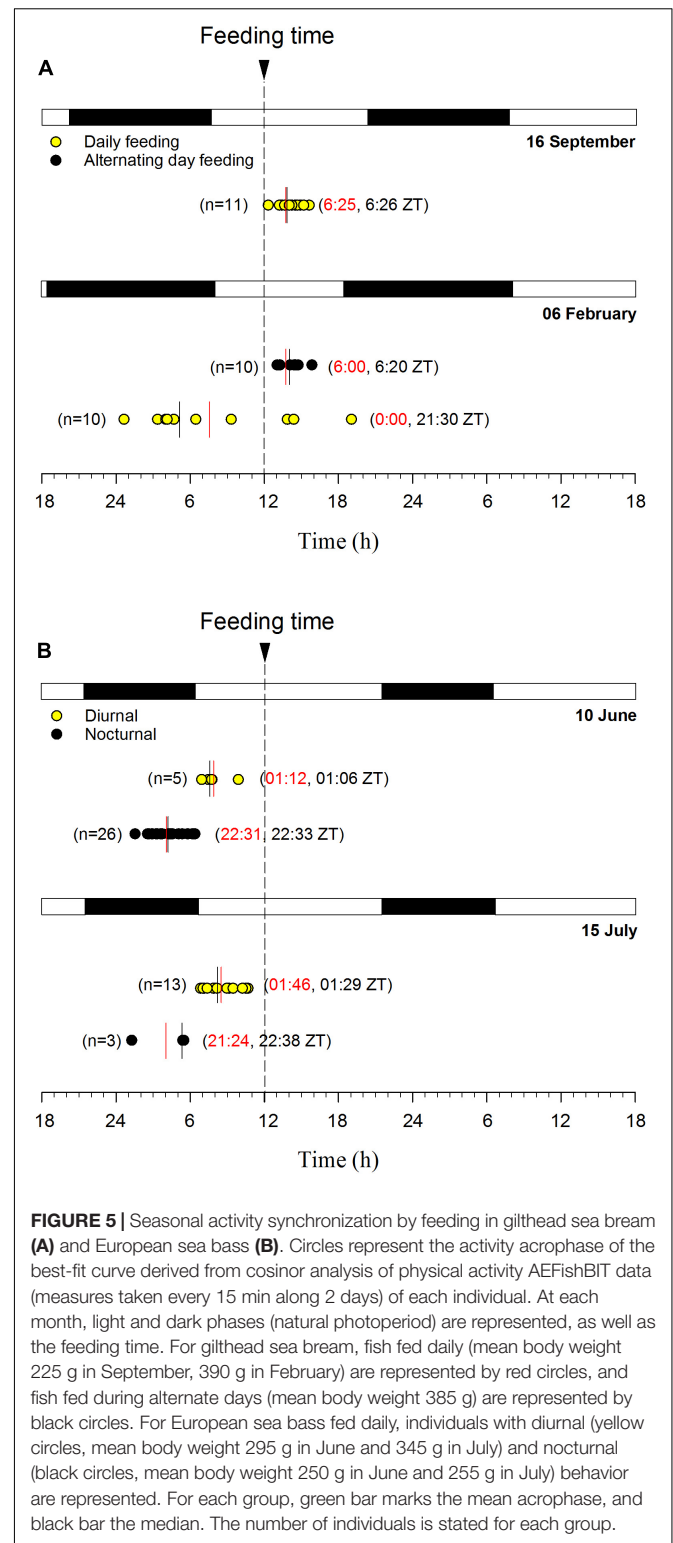 Feeding time
A
16 September
Daily feeding
Alternating day feeding
(n=11) (6:25, 6:26 ZT)
06 February
(n=10) (6:00, 6:20 ZT)
(n=10) (0:00, 21:30 ZT)
18 24 6 12 18 24 6 12 18
Time (h)
Feeding time
B
10 June
Diurnal
Nocturnal
(n=5) (01:12, 01:06 ZT)
(n=26) (22:31, 22:33 ZT)
15 July
(n=13) (01:46, 01:29 ZT)
(n=3) (21:24, 22:38 ZT)
18 24 6 12 18 24 6 12 18
Time (h)
FIGURE 5 | Seasonal activity synchronization by feeding in gilthead sea bream
(A) and European sea bass (B). Circles represent the activity acrophase of the
best-fit curve derived from cosinor analysis of physical activity AEFishBIT data
(measures taken every 15 min along 2 days) of each individual. At each
month, light and dark phases (natural photoperiod) are represented, as well as
the feeding time. For gilthead sea bream, fish fed daily (mean body weight
225 g in September, 390 g in February) are represented by red circles, and
fish fed during alternate days (mean body weight 385 g) are represented by
black circles. For European sea bass fed daily, individuals with diurnal (yellow
circles, mean body weight 295 g in June and 345 g in July) and nocturnal
(black circles, mean body weight 250 g in June and 255 g in July) behavior
are represented. For each group, green bar marks the mean acrophase, and
black bar the median. The number of individuals is stated for each group.